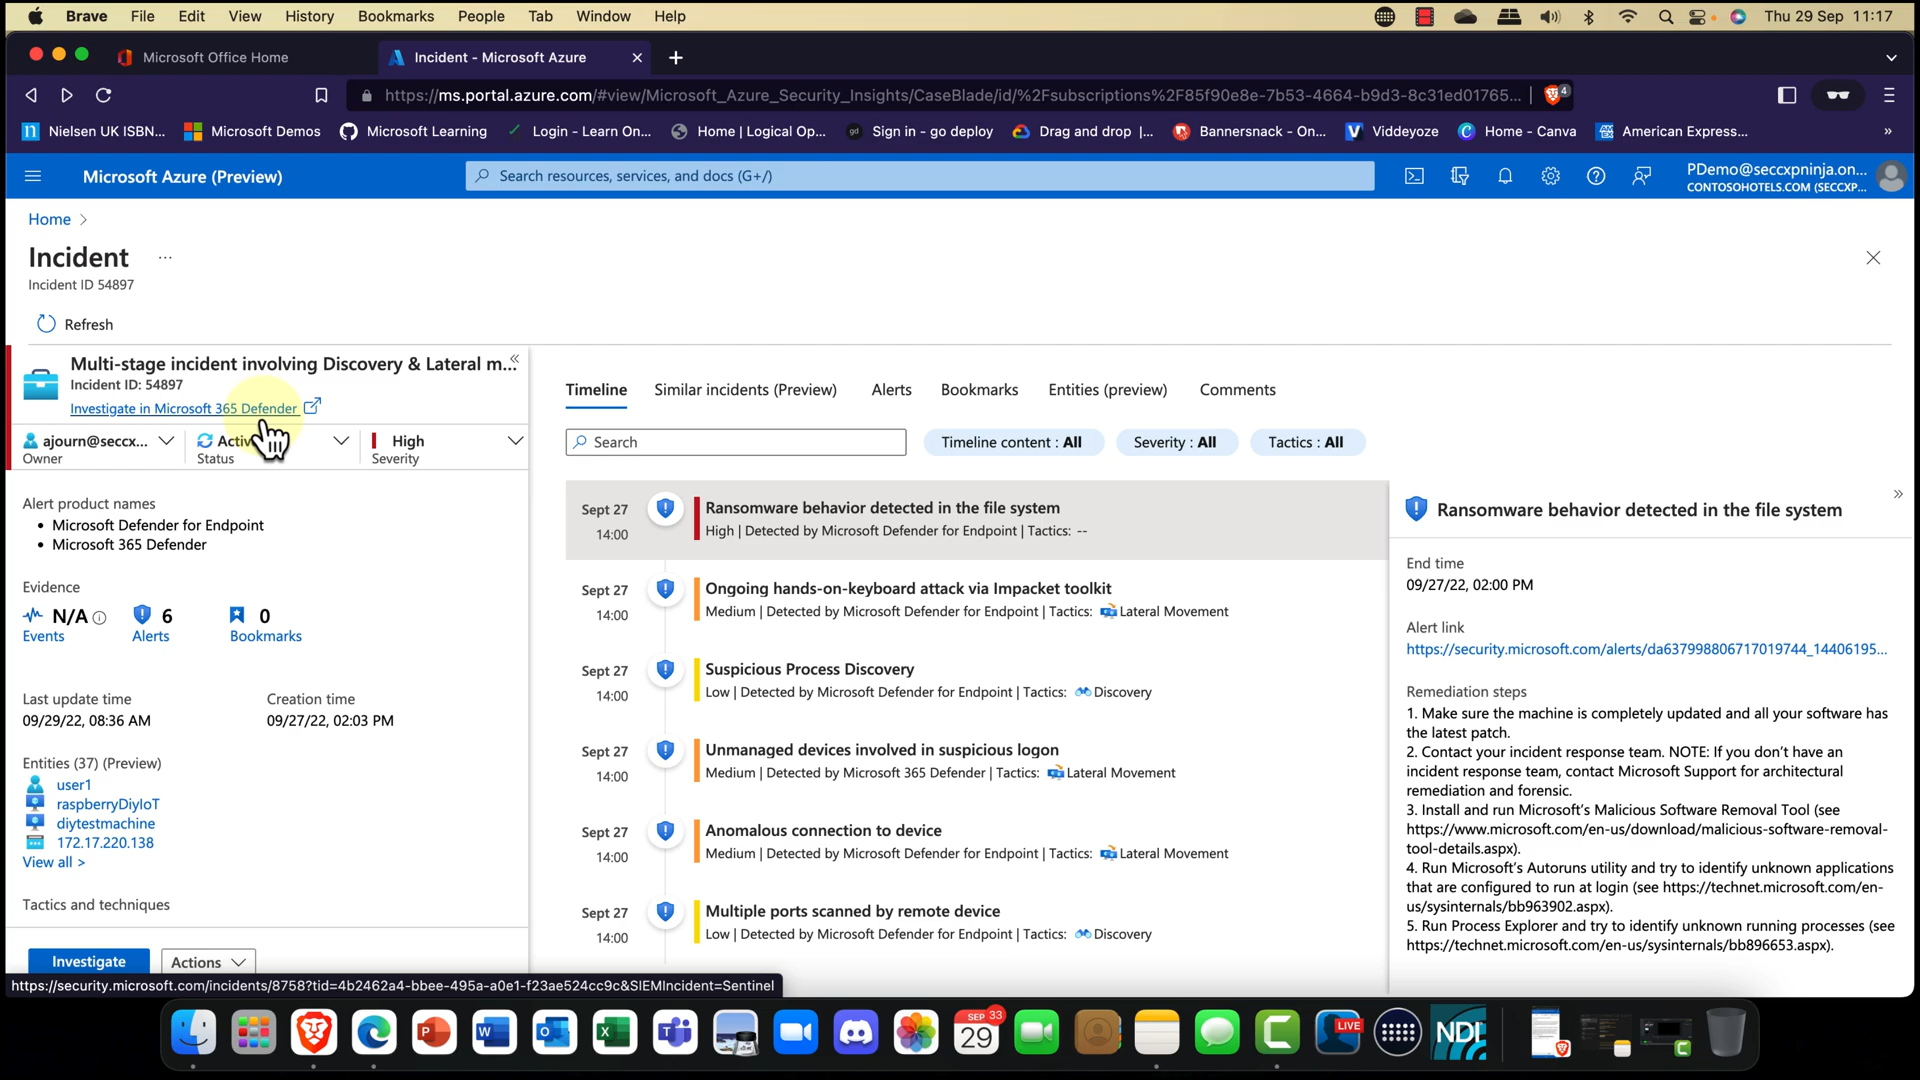 Brave File Edit View History Bookmarks People Tab Window Help
Thu 29 Sep 11:17
Microsoft Office Home
Incident - Microsoft Azure
https://ms.portal.azure.com/#view/Microsoft_Azure_Security_Insights/CaseBlade/id/%2Fsubscriptions%2F85f90e8e-7b53-4664-b9d3-8c31ed01765...
4
Nielsen UK ISBN...
Microsoft Demos
Microsoft Learning
Login - Learn On...
Home | Logical Op...
gd
Sign in - go deploy
Drag and drop |...
Bannersnack - On...
Viddeyoze
Home - Canva
American Express...
»
Microsoft Azure (Preview)
Search resources, services, and docs (G+/)
PDemo@seccxpninja.on...
CONTOSOHOTELS.COM (SECCXP...
Home >
Incident ...
Incident ID 54897
Refresh
Multi-stage incident involving Discovery & Lateral m...
Incident ID: 54897
Investigate in Microsoft 365 Defender
ajourn@seccx...
Owner
Activ
Status
High
Severity
Alert product names
• Microsoft Defender for Endpoint
• Microsoft 365 Defender
Evidence
N/A
Events
6
Alerts
0
Bookmarks
Last update time
09/29/22, 08:36 AM
Creation time
09/27/22, 02:03 PM
Entities (37) (Preview)
user1
raspberryDiyIoT
diytestmachine
172.17.220.138
View all >
Tactics and techniques
Investigate
Actions
https://security.microsoft.com/incidents/8758?tid=4b2462a4-bbee-495a-a0e1-f23ae524cc9c&SIEMIncident=Sentinel
Timeline
Similar incidents (Preview)
Alerts
Bookmarks
Entities (preview)
Comments
Search
Timeline content : All
Severity : All
Tactics : All
Sept 27
14:00
Ransomware behavior detected in the file system
High | Detected by Microsoft Defender for Endpoint | Tactics: --
Sept 27
14:00
Ongoing hands-on-keyboard attack via Impacket toolkit
Medium | Detected by Microsoft Defender for Endpoint | Tactics: Lateral Movement
Sept 27
14:00
Suspicious Process Discovery
Low | Detected by Microsoft Defender for Endpoint | Tactics: Discovery
Sept 27
14:00
Unmanaged devices involved in suspicious logon
Medium | Detected by Microsoft 365 Defender | Tactics: Lateral Movement
Sept 27
14:00
Anomalous connection to device
Medium | Detected by Microsoft Defender for Endpoint | Tactics: Lateral Movement
Sept 27
14:00
Multiple ports scanned by remote device
Low | Detected by Microsoft Defender for Endpoint | Tactics: Discovery
Ransomware behavior detected in the file system
End time
09/27/22, 02:00 PM
Alert link
https://security.microsoft.com/alerts/da637998806717019744_14406195...
Remediation steps
1. Make sure the machine is completely updated and all your software has
the latest patch.
2. Contact your incident response team. NOTE: If you don't have an
incident response team, contact Microsoft Support for architectural
remediation and forensic.
3. Install and run Microsoft's Malicious Software Removal Tool (see
https://www.microsoft.com/en-us/download/malicious-software-removal-
tool-details.aspx).
4. Run Microsoft's Autoruns utility and try to identify unknown applications
that are configured to run at login (see https://technet.microsoft.com/en-
us/sysinternals/bb963902.aspx).
5. Run Process Explorer and try to identify unknown running processes (see
https://technet.microsoft.com/en-us/sysinternals/bb896653.aspx).
SEP
29
33
LIVE
NDI